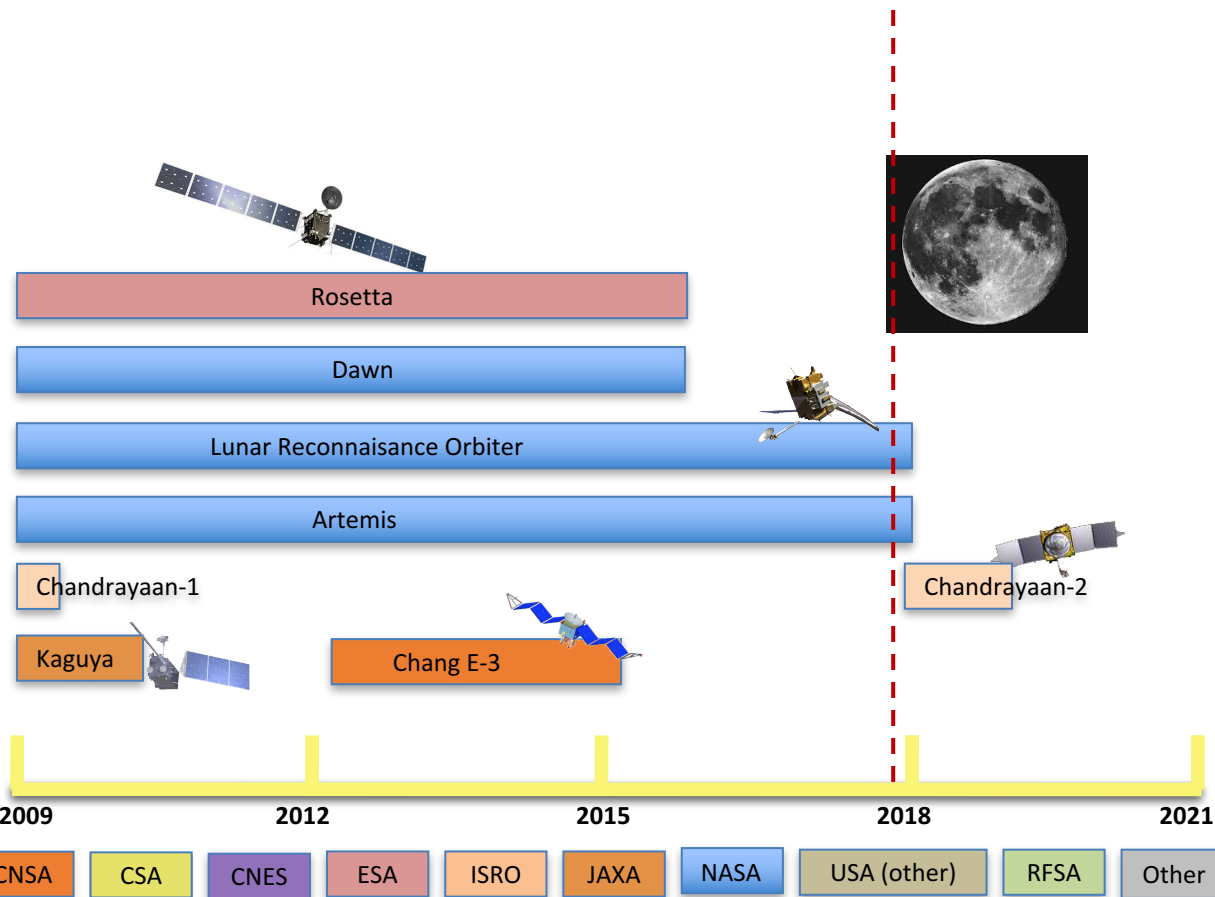 Rosetta
Dawn
Lunar Reconnaisance Orbiter
Artemis
Chandrayaan-1
Chandrayaan-2
Kaguya
Chang E-3
2009 2012 2015 2018 2021
CNSA CSA CNES ESA ISRO JAXA NASA USA (other) RFSA Other